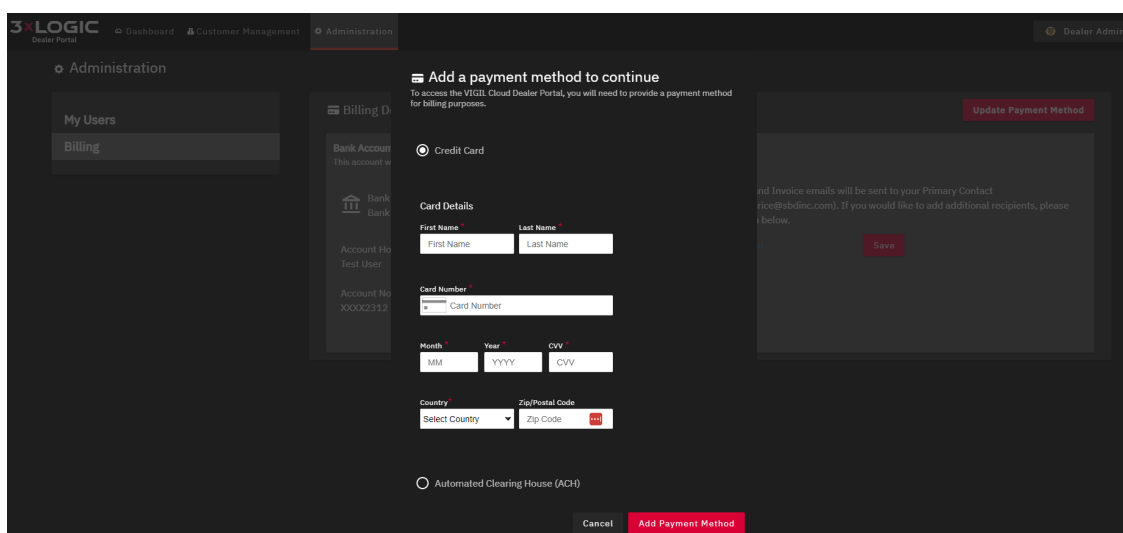 3×LOGIC
Dealer Portal
Dashboard
Customer Management
Administration
Dealer Admin
Administration
My Users
Billing
Billing D
Update Payment Method
Bank Accoun
This account w
Bank
Bank
Account Ho
Test User
Account No
XXXX2312
Add a payment method to continue
To access the VIGIL Cloud Dealer Portal, you will need to provide a payment method
for billing purposes.
Credit Card
Card Details
First Name * Last Name *
First Name Last Name
Card Number *
Card Number
Month * Year * CVV *
MM YYYY CVV
Country * Zip/Postal Code
Select Country Zip Code
Automated Clearing House (ACH)
Cancel Add Payment Method
nd Invoice emails will be sent to your Primary Contact
rice@sbdinc.com). If you would like to add additional recipients, please
below.
Save